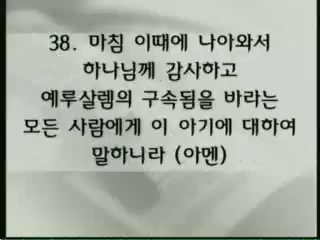 38. 마침 이때에 나아와서
하나님께 감사하고
예루살렘의 구속됨을 바라는
모든 사람에게 이 아기에 대하여
말하니라 (아멘)